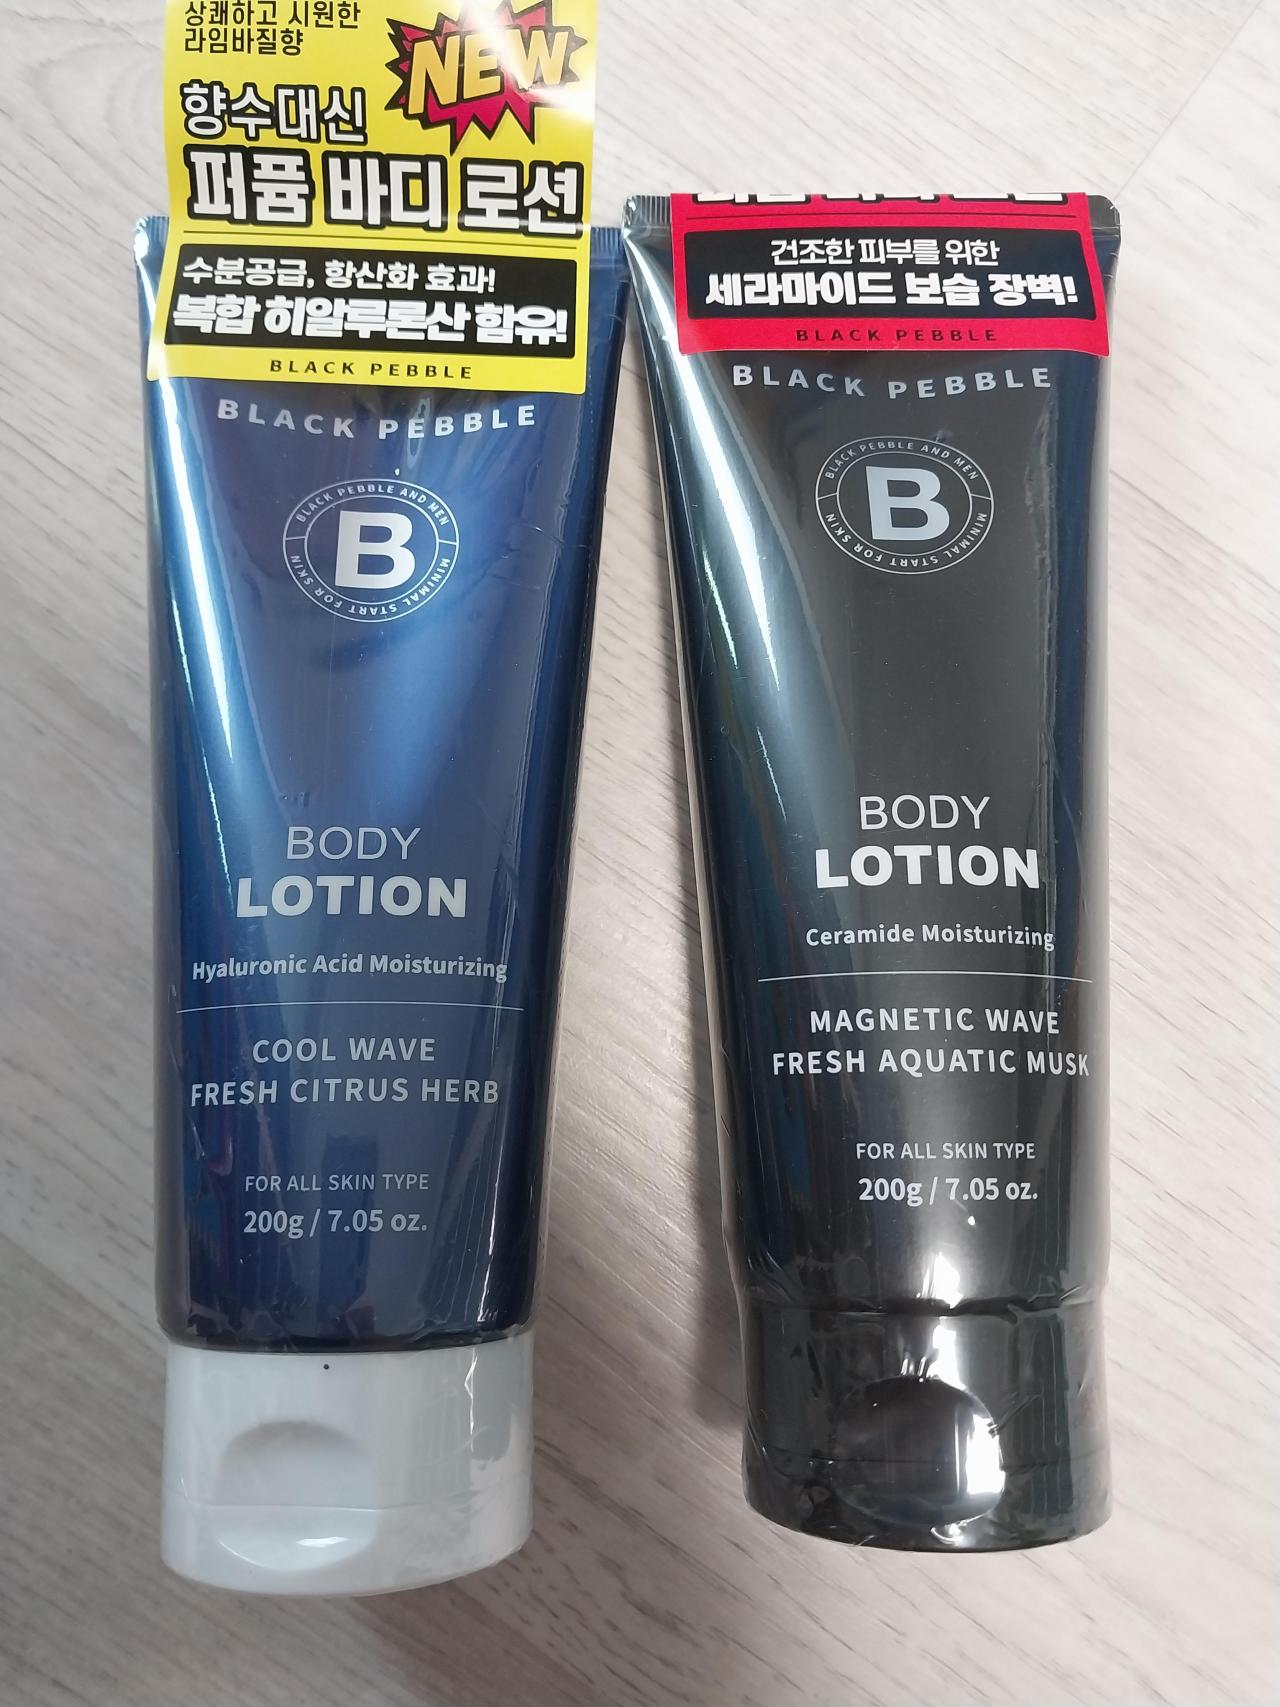 상쾌하고 시원한
라임바질향
NEW
향수대신
퍼퓸 바디 로션
수분공급, 항산화 효과!
복합 히알루론산 함유!
BLACK PEBBLE
BLACK PEBBLE
BLACK PEBBLE AND MEN
B
MINIMAL START FOR SKIN
BODY
LOTION
Hyaluronic Acid Moisturizing
COOL WAVE
FRESH CITRUS HERB
FOR ALL SKIN TYPE
200g / 7.05 oz.
건조한 피부를 위한
세라마이드 보습 장벽!
BLACK PEBBLE
BLACK PEBBLE
BLACK PEBBLE AND MEN
B
MINIMAL START FOR SKIN
BODY
LOTION
Ceramide Moisturizing
MAGNETIC WAVE
FRESH AQUATIC MUSK
FOR ALL SKIN TYPE
200g / 7.05 oz.